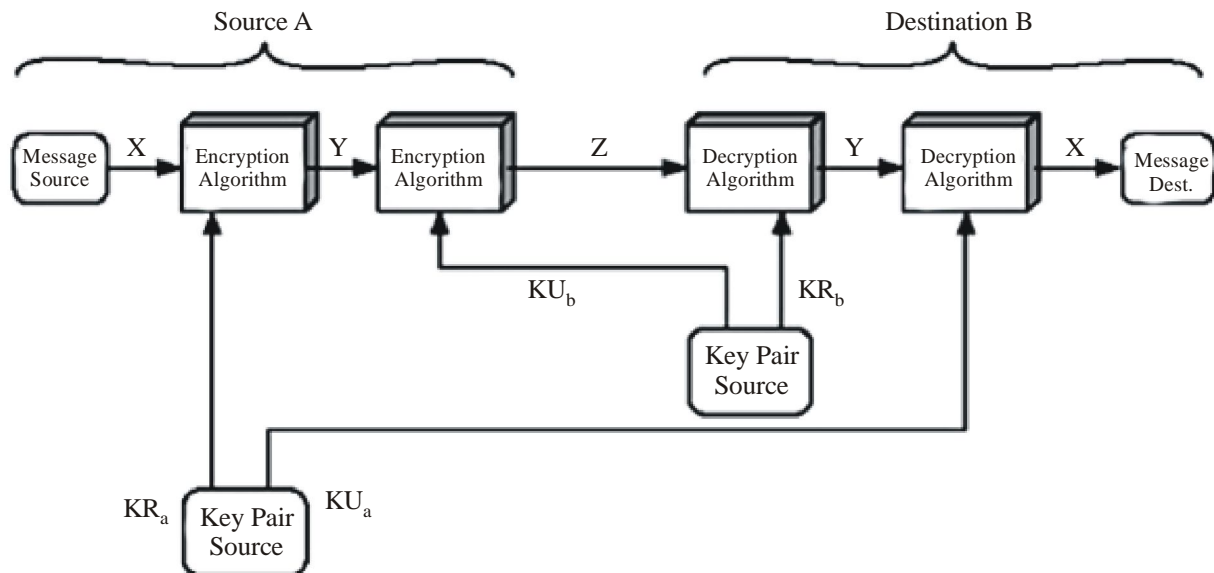 Source A
Destination B
Message
Source
X
Encryption
Algorithm
Y
Encryption
Algorithm
Z
Decryption
Algorithm
Y
Decryption
Algorithm
X
Message
Dest.
KU_b
KR_b
Key Pair
Source
KR_a
Key Pair
Source
KU_a